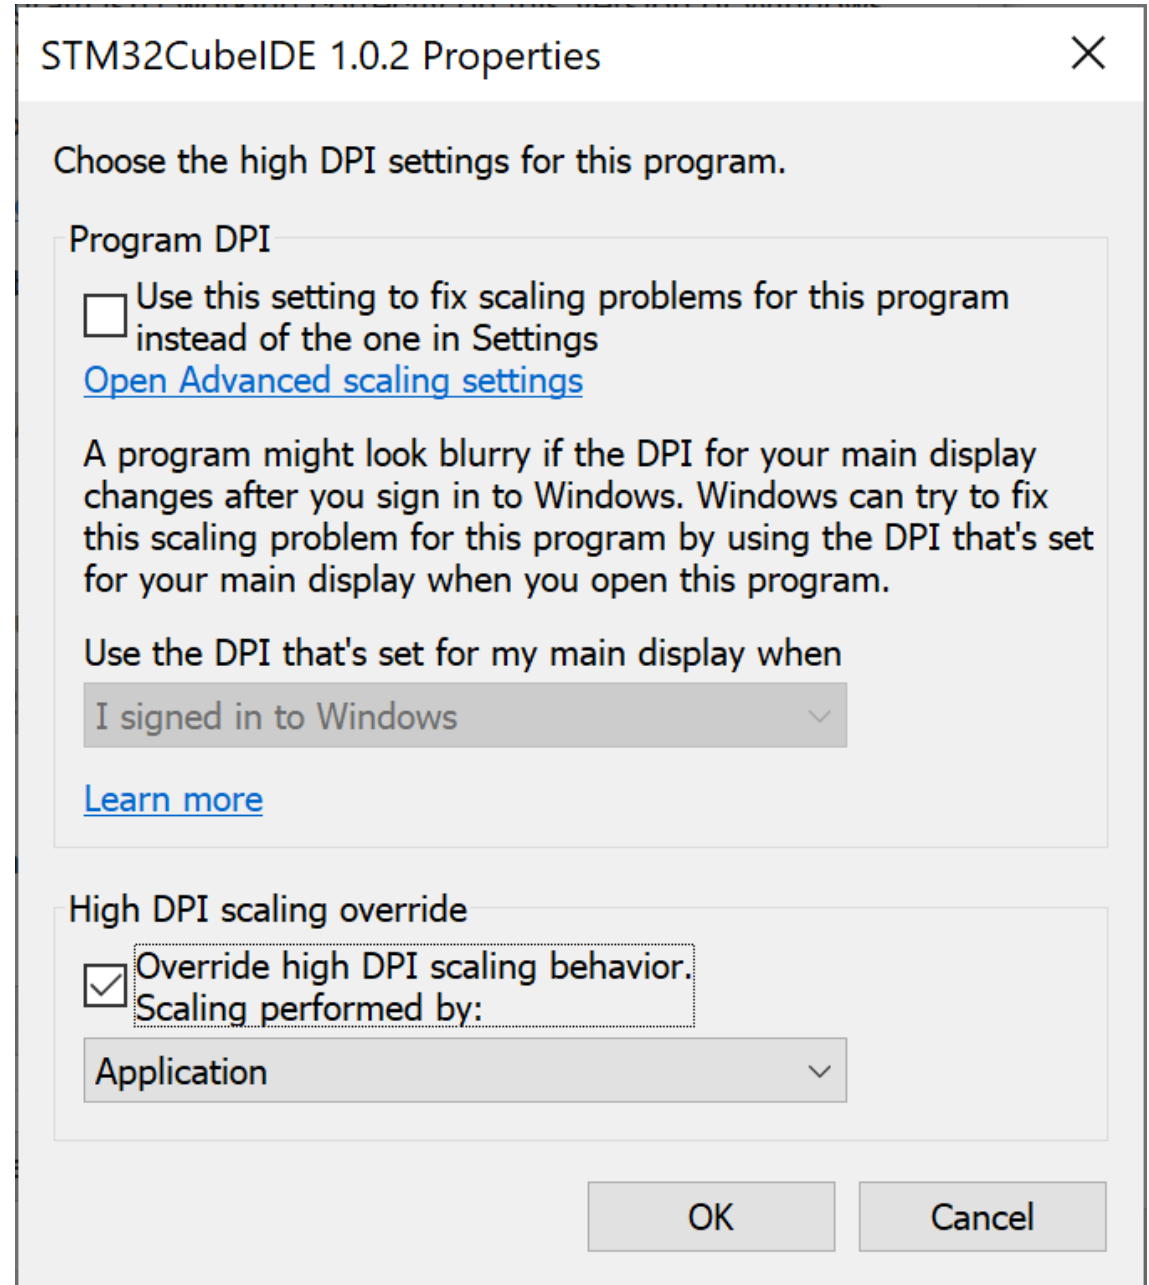 STM32CubeIDE 1.0.2 Properties
Choose the high DPI settings for this program.
Program DPI
Use this setting to fix scaling problems for this program
instead of the one in Settings
Open Advanced scaling settings
A program might look blurry if the DPI for your main display
changes after you sign in to Windows. Windows can try to fix
this scaling problem for this program by using the DPI that's set
for your main display when you open this program.
Use the DPI that's set for my main display when
I signed in to Windows
Learn more
High DPI scaling override
Override high DPI scaling behavior.
Scaling performed by:
Application
OK
Cancel